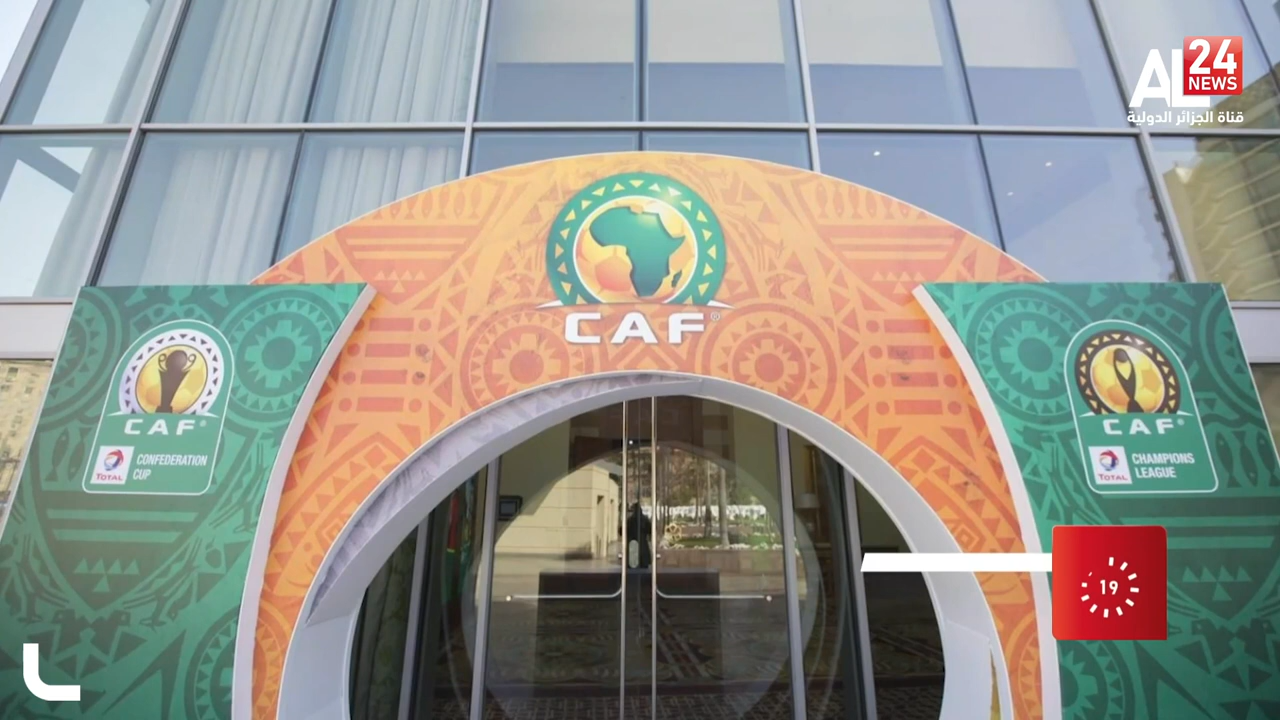 AL 24
NEWS
قناة الجزائر الدولية
CAF®
CAF®
TOTAL
CONFEDERATION
CUP
CAF®
TOTAL
CHAMPIONS
LEAGUE
19